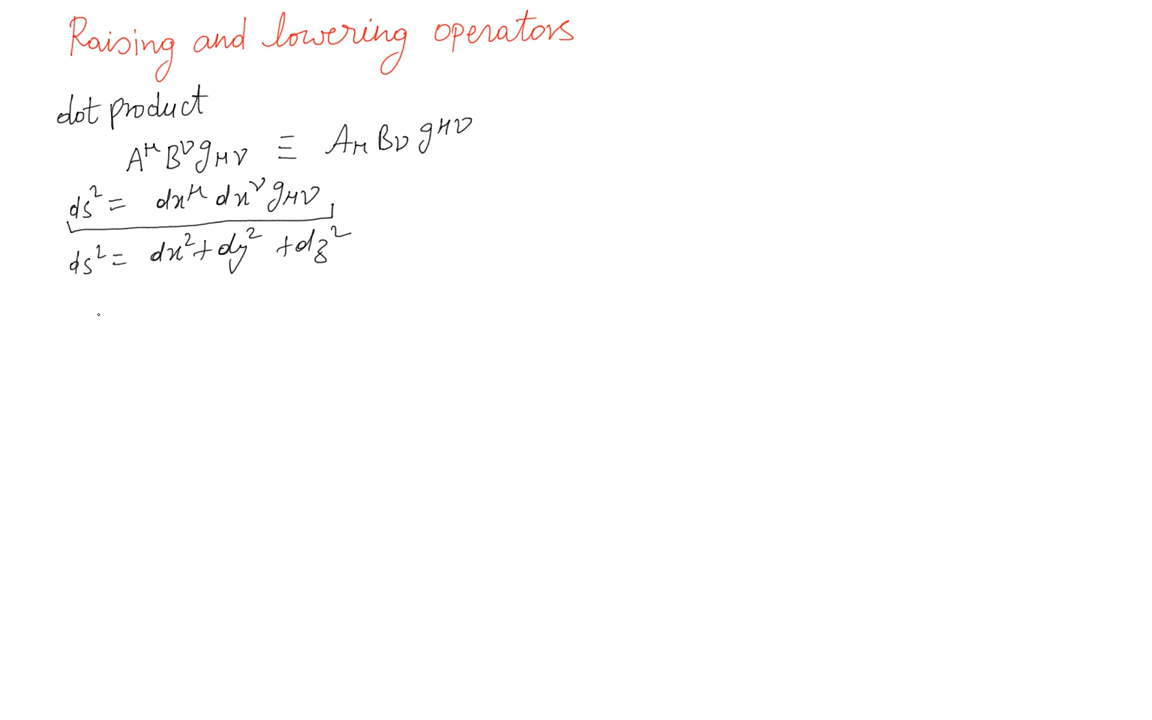 Raising and lowering operators
dot product
A^μ B^ν g_μν ≡ A_μ B_ν g^μν
ds² = dx^μ dx^ν g_μν
ds² = dx² + dy² + dz²